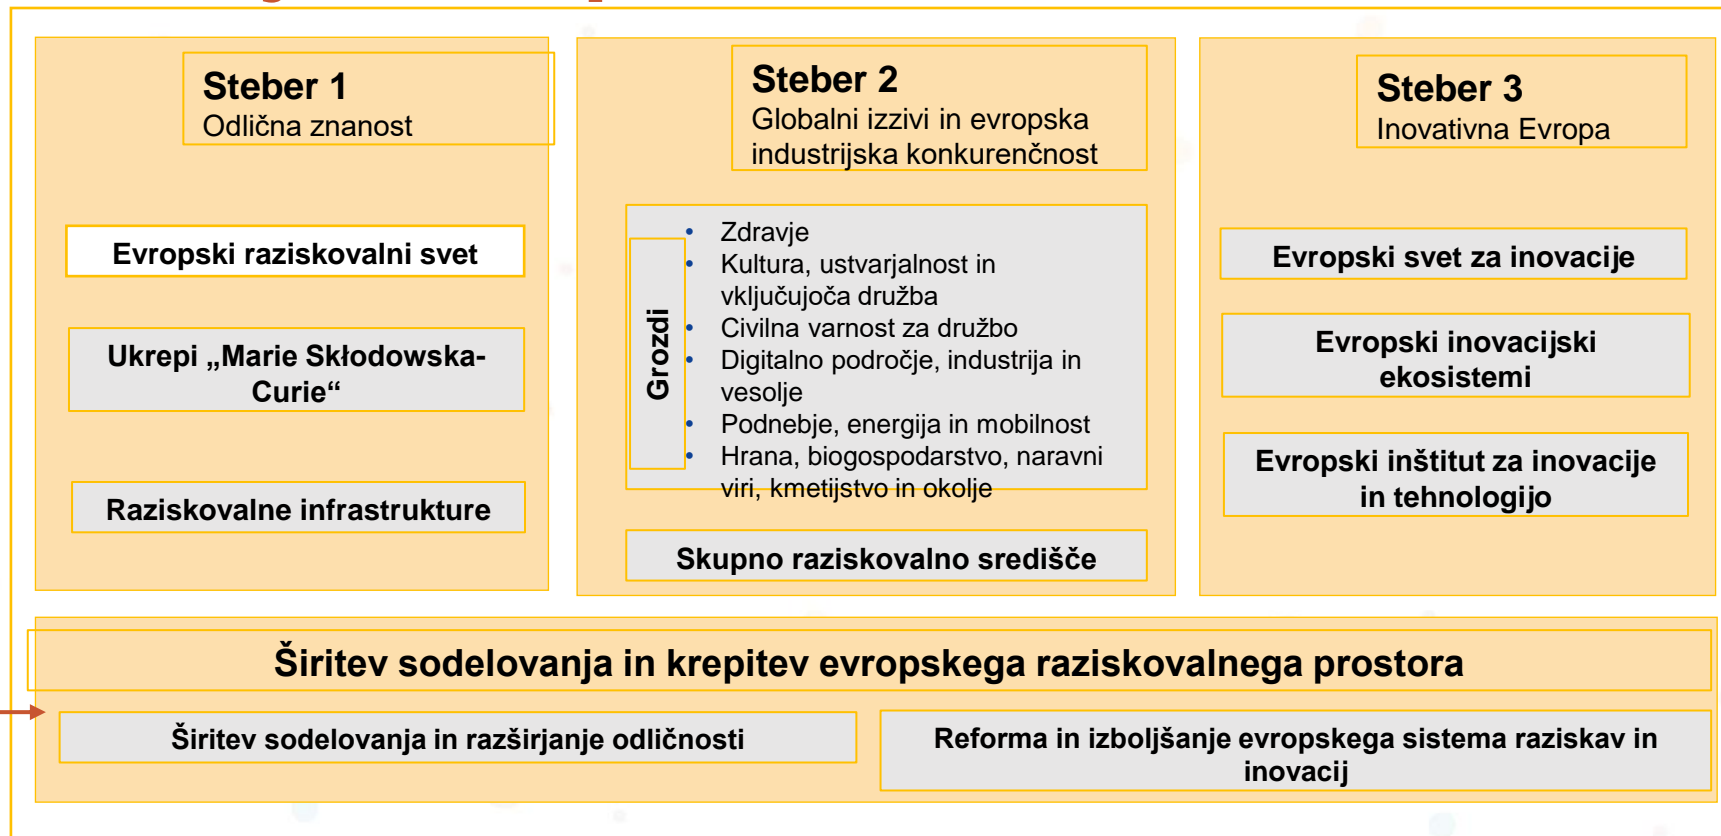 Steber 1
Odlična znanost
Evropski raziskovalni svet
Ukrepi „Marie Skłodowska-
Curie“
Raziskovalne infrastrukture
Steber 2
Globalni izzivi in evropska
industrijska konkurenčnost
Grozdi
• Zdravje
• Kultura, ustvarjalnost in
vključujoča družba
• Civilna varnost za družbo
• Digitalno področje, industrija in
vesolje
• Podnebje, energija in mobilnost
• Hrana, biogospodarstvo, naravni
viri, kmetijstvo in okolje
Skupno raziskovalno središče
Steber 3
Inovativna Evropa
Evropski svet za inovacije
Evropski inovacijski
ekosistemi
Evropski inštitut za inovacije
in tehnologijo
Širitev sodelovanja in krepitev evropskega raziskovalnega prostora
Širitev sodelovanja in razširjanje odličnosti
Reforma in izboljšanje evropskega sistema raziskav in
inovacij